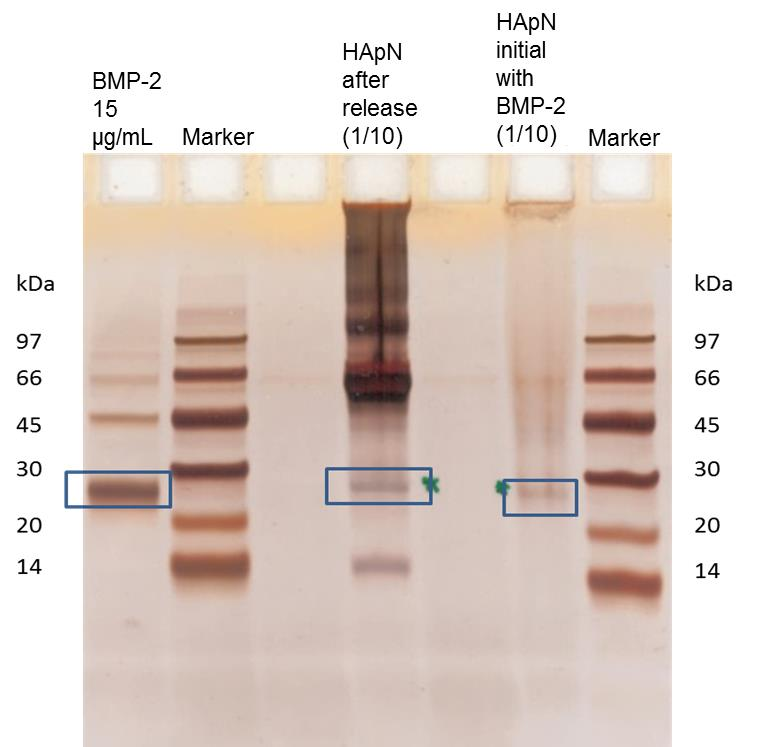 BMP-2
15
µg/mL
Marker
HApN
after
release
(1/10)
HApN
initial
with
BMP-2
(1/10)
Marker
kDa
97
66
45
30
20
14
kDa
97
66
45
30
20
14